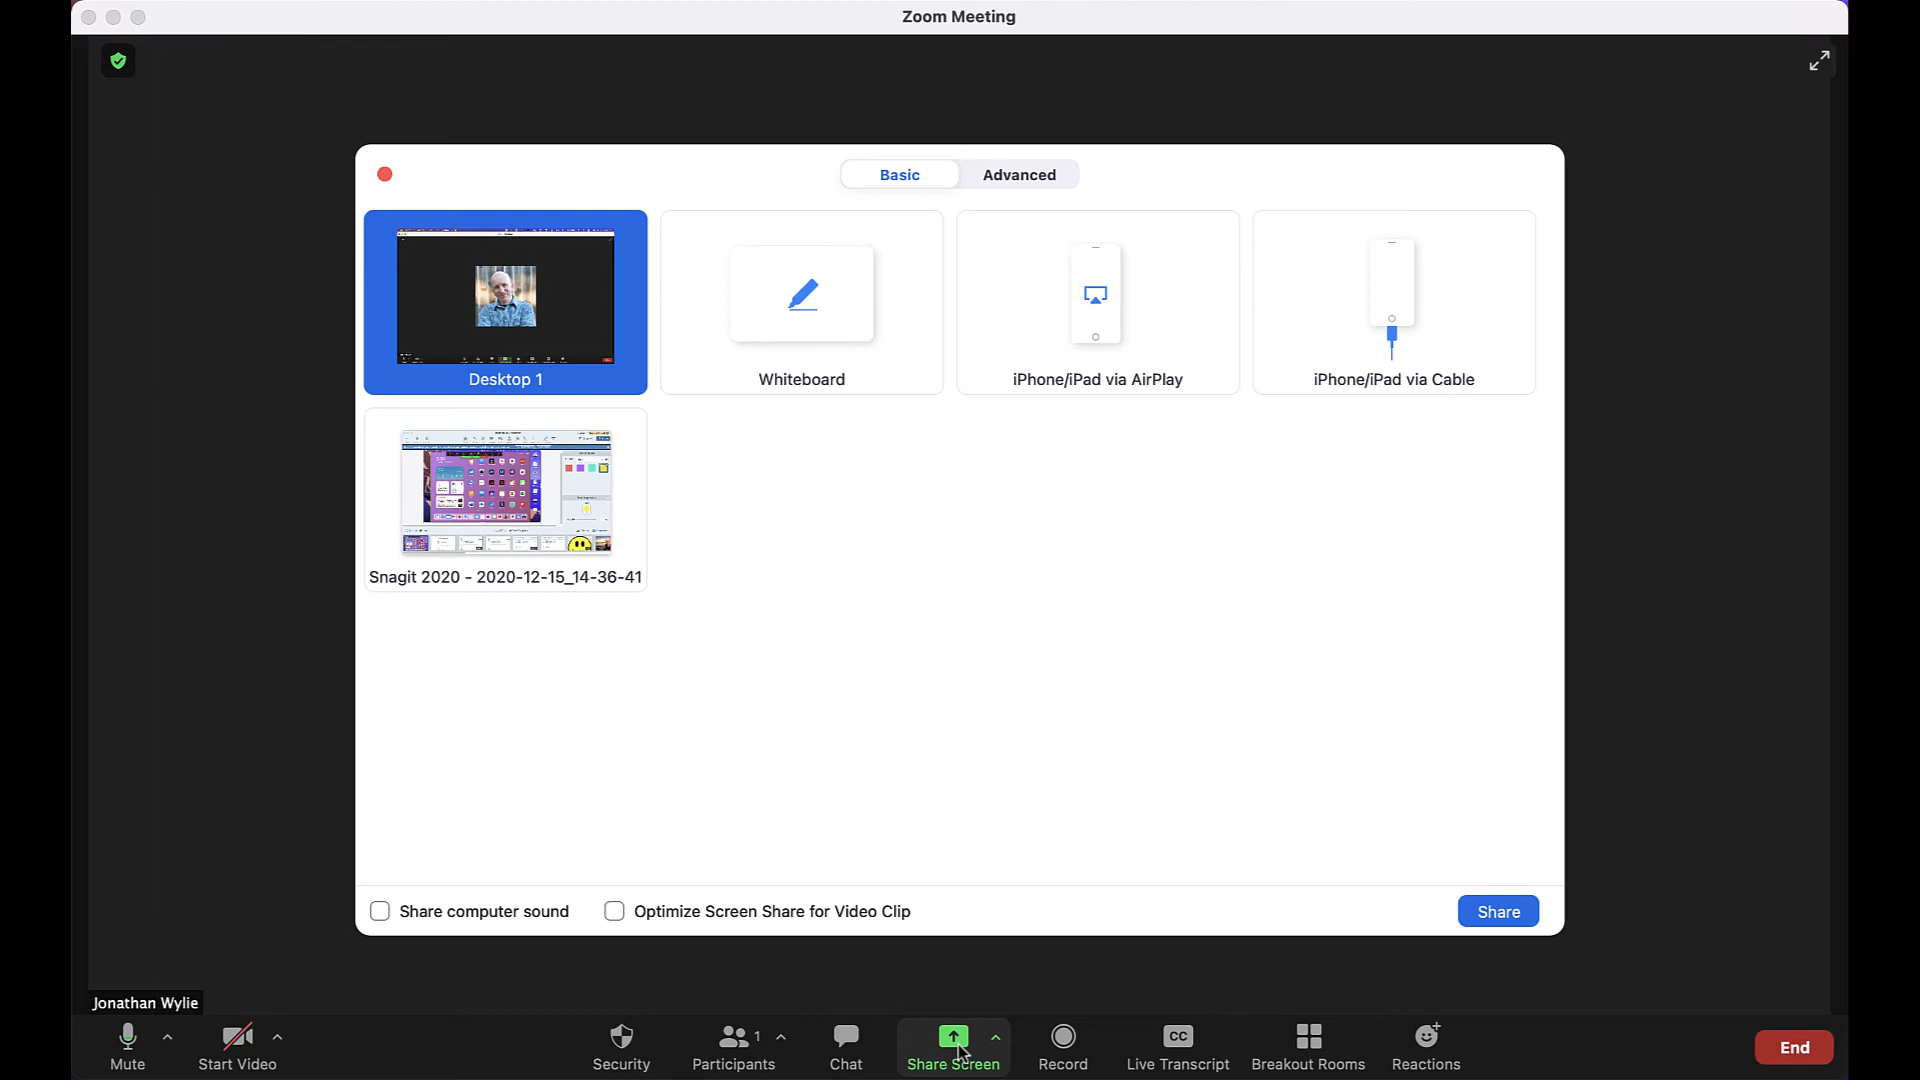 Zoom Meeting
Basic
Advanced
Desktop 1
Whiteboard
iPhone/iPad via AirPlay
iPhone/iPad via Cable
Snagit 2020 - 2020-12-15_14-36-41
Share computer sound
Optimize Screen Share for Video Clip
Share
Jonathan Wylie
1
CC
Mute
Start Video
Security
Participants
Chat
Share Screen
Record
Live Transcript
Breakout Rooms
Reactions
End